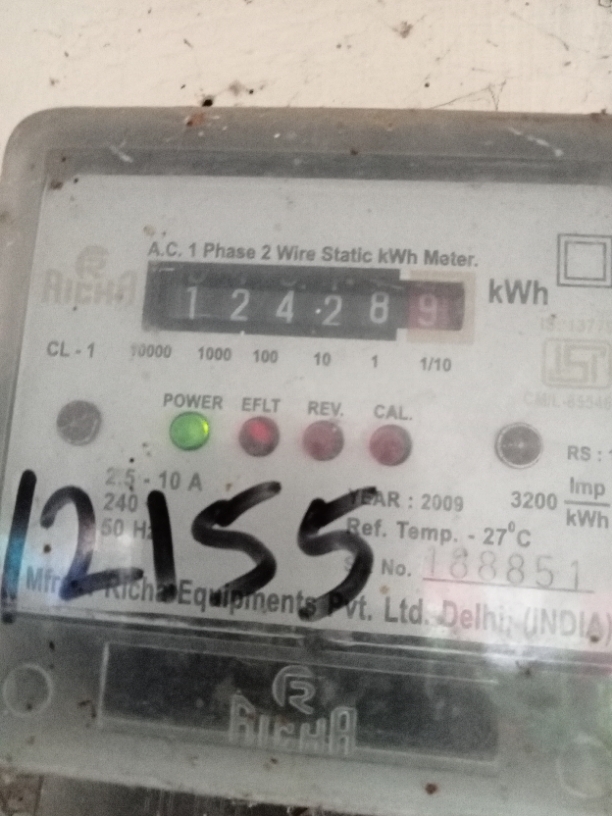 A.C. 1 Phase 2 Wire Static kWh Meter.
RICHA
1 2 4 2 8 9 kWh
CL - 1 10000 1000 100 10 1 1/10
POWER EFLT REV. CAL.
2.5 - 10 A
240
50 Hz
YEAR : 2009
3200 Imp/kWh
RS :
Ref. Temp. - 27°C
No. 188851
12155
Richa Equipments Pvt. Ltd. Delhi, (INDIA)
RICHA